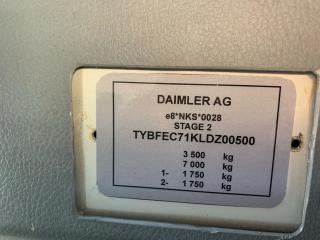 DAIMLER AG
e8*NKS*0028
STAGE 2
TYBFEC71KLDZ00500
3 500 kg
7 000 kg
1- 1 750 kg
2- 1 750 kg